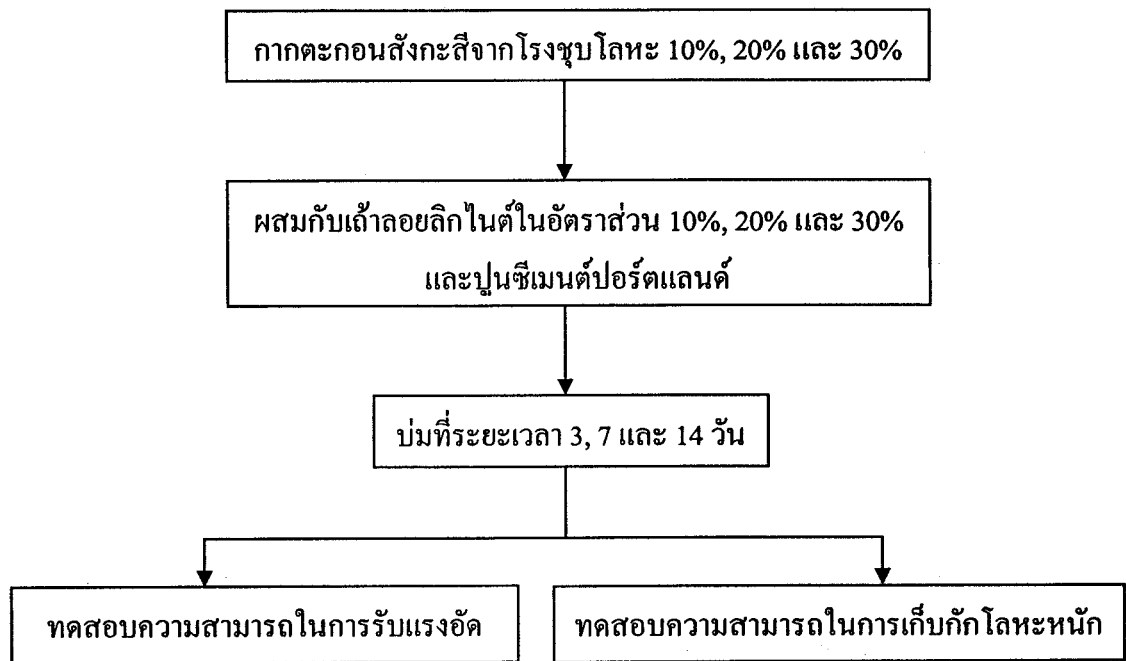 กากตะกอนสังกะสีจากโรงชุบโลหะ 10%, 20% และ 30%
ผสมกับเถ้าลอยลิกไนต์ในอัตราส่วน 10%, 20% และ 30%
และปูนซีเมนต์ปอร์ตแลนด์
บ่มที่ระยะเวลา 3, 7 และ 14 วัน
ทดสอบความสามารถในการรับแรงอัด
ทดสอบความสามารถในการเก็บกักโลหะหนัก